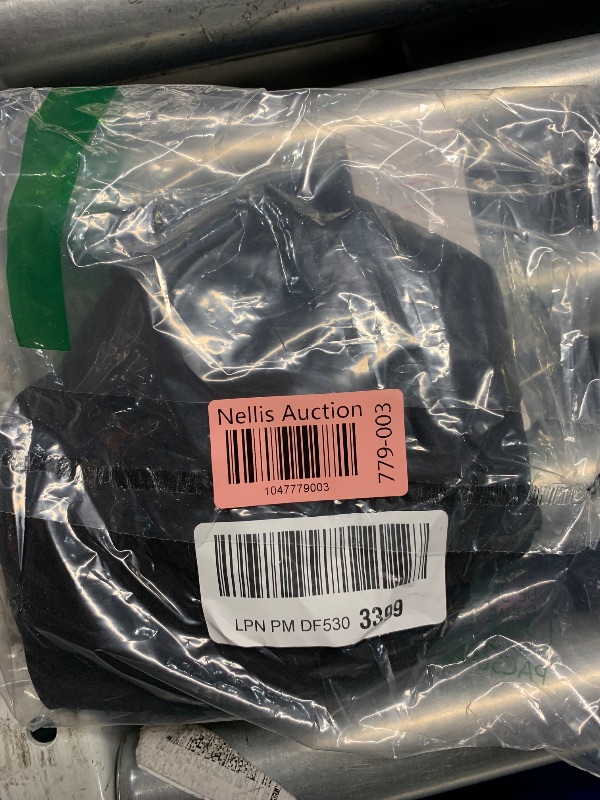 Nellis Auction
779-003
1047779003
LPN PM DF530 3399